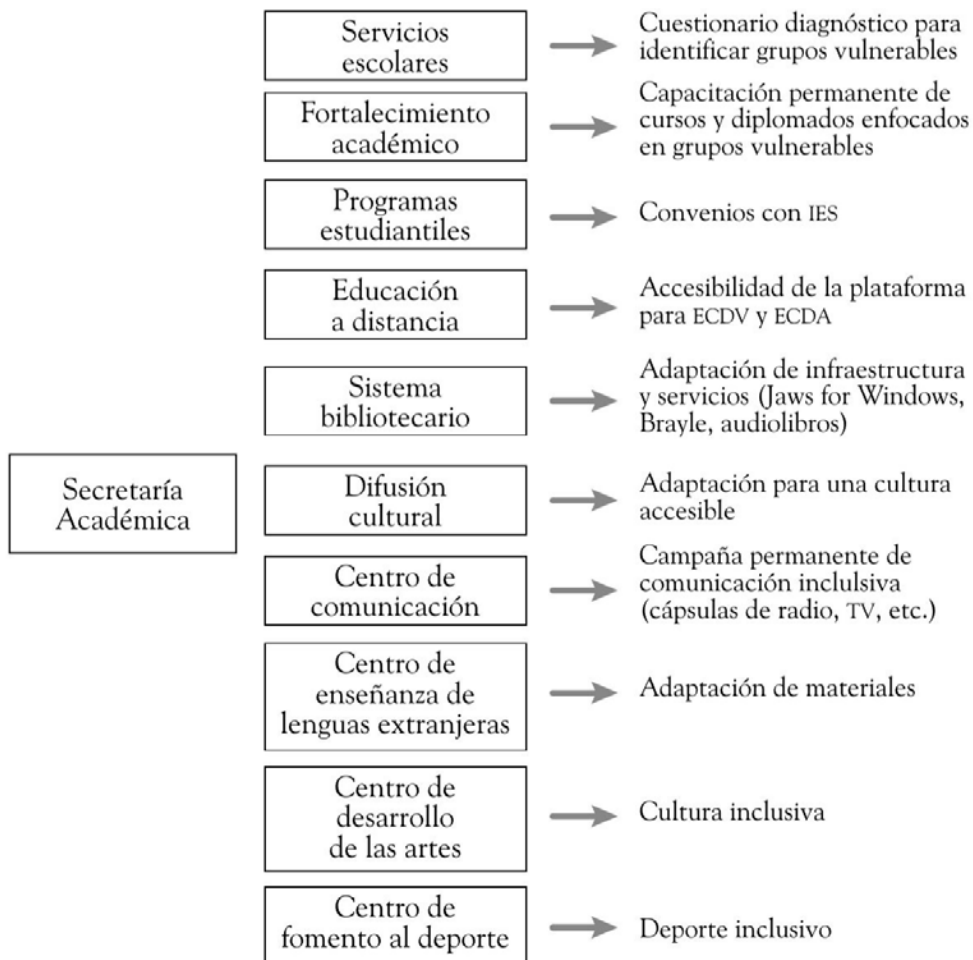 Servicios
escolares
Cuestionario diagnóstico para
identificar grupos vulnerables
Fortalecimiento
académico
Capacitación permanente de
cursos y diplomados enfocados
en grupos vulnerables
Programas
estudiantiles
Convenios con IES
Educación
a distancia
Accesibilidad de la plataforma
para ECDV y ECDA
Sistema
bibliotecario
Adaptación de infraestructura
y servicios (Jaws for Windows,
Brayle, audiolibros)
Secretaría
Académica
Difusión
cultural
Adaptación para una cultura
accesible
Centro de
comunicación
Campaña permanente de
comunicación inclulsiva
(cápsulas de radio, TV, etc.)
Centro de
enseñanza de
lenguas extranjeras
Adaptación de materiales
Centro de
desarrollo
de las artes
Cultura inclusiva
Centro de
fomento al deporte
Deporte inclusivo